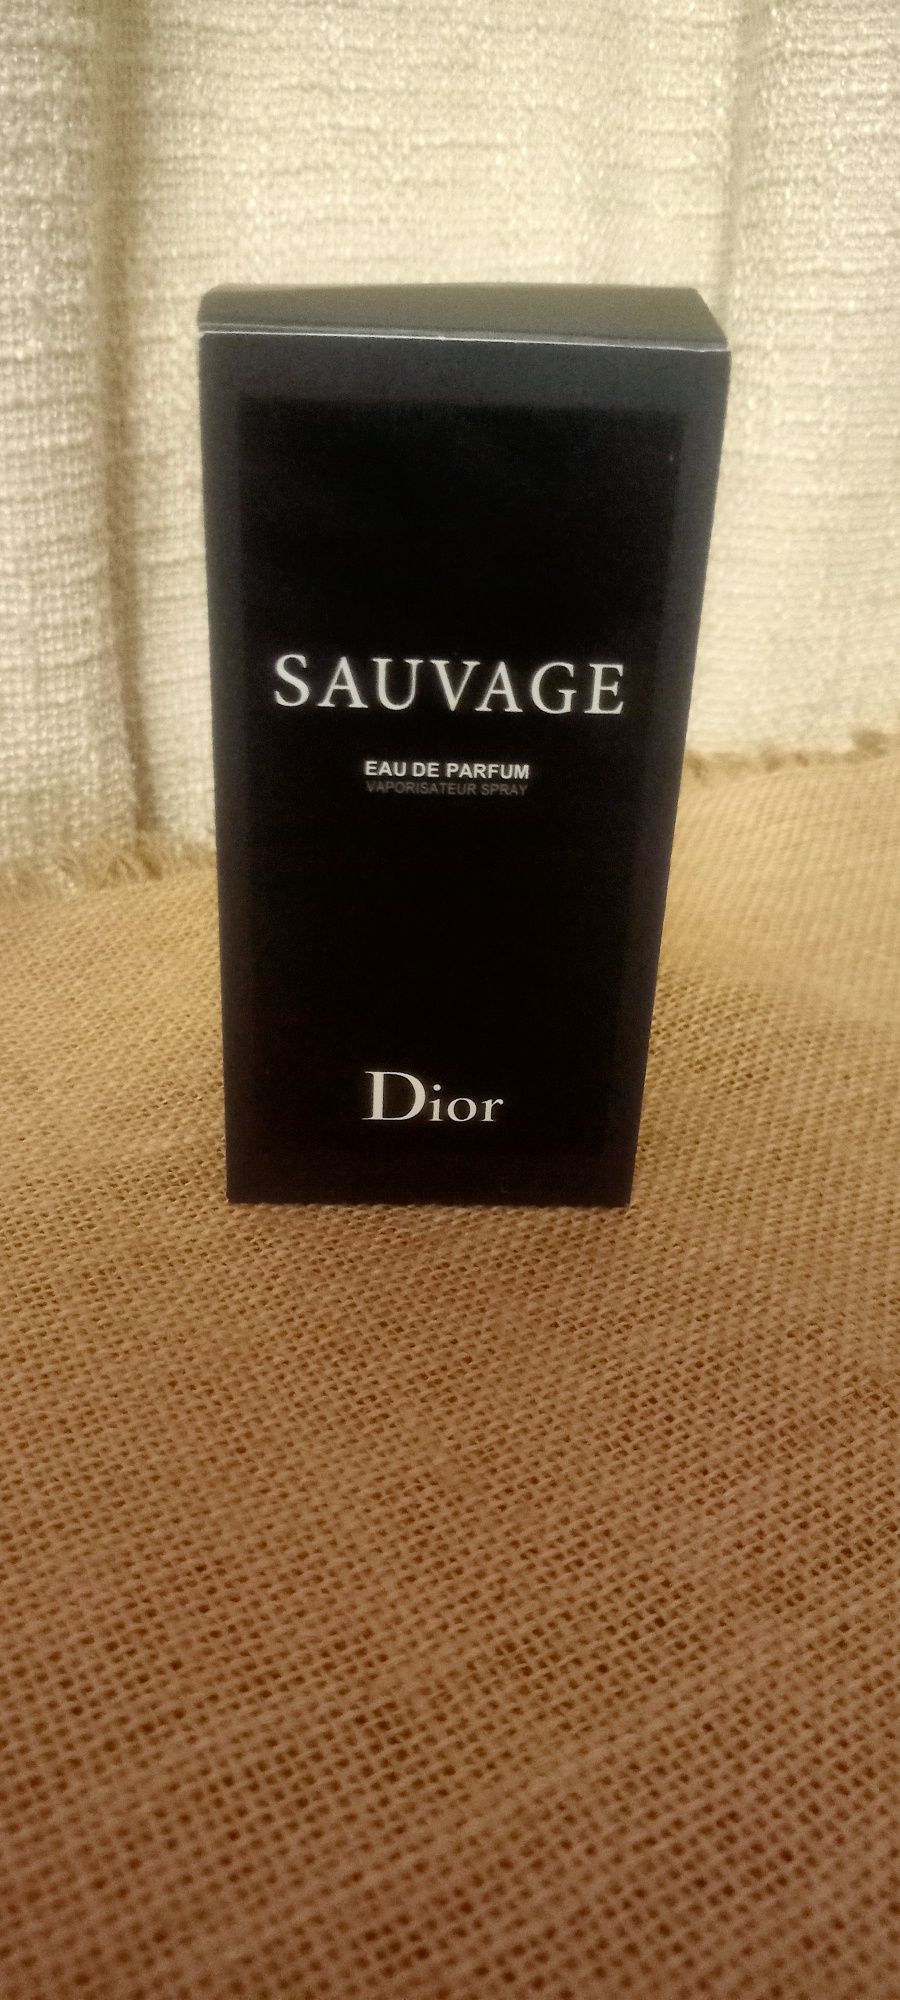 SAUVAGE
EAU DE PARFUM
VAPORISATEUR SPRAY
Dior